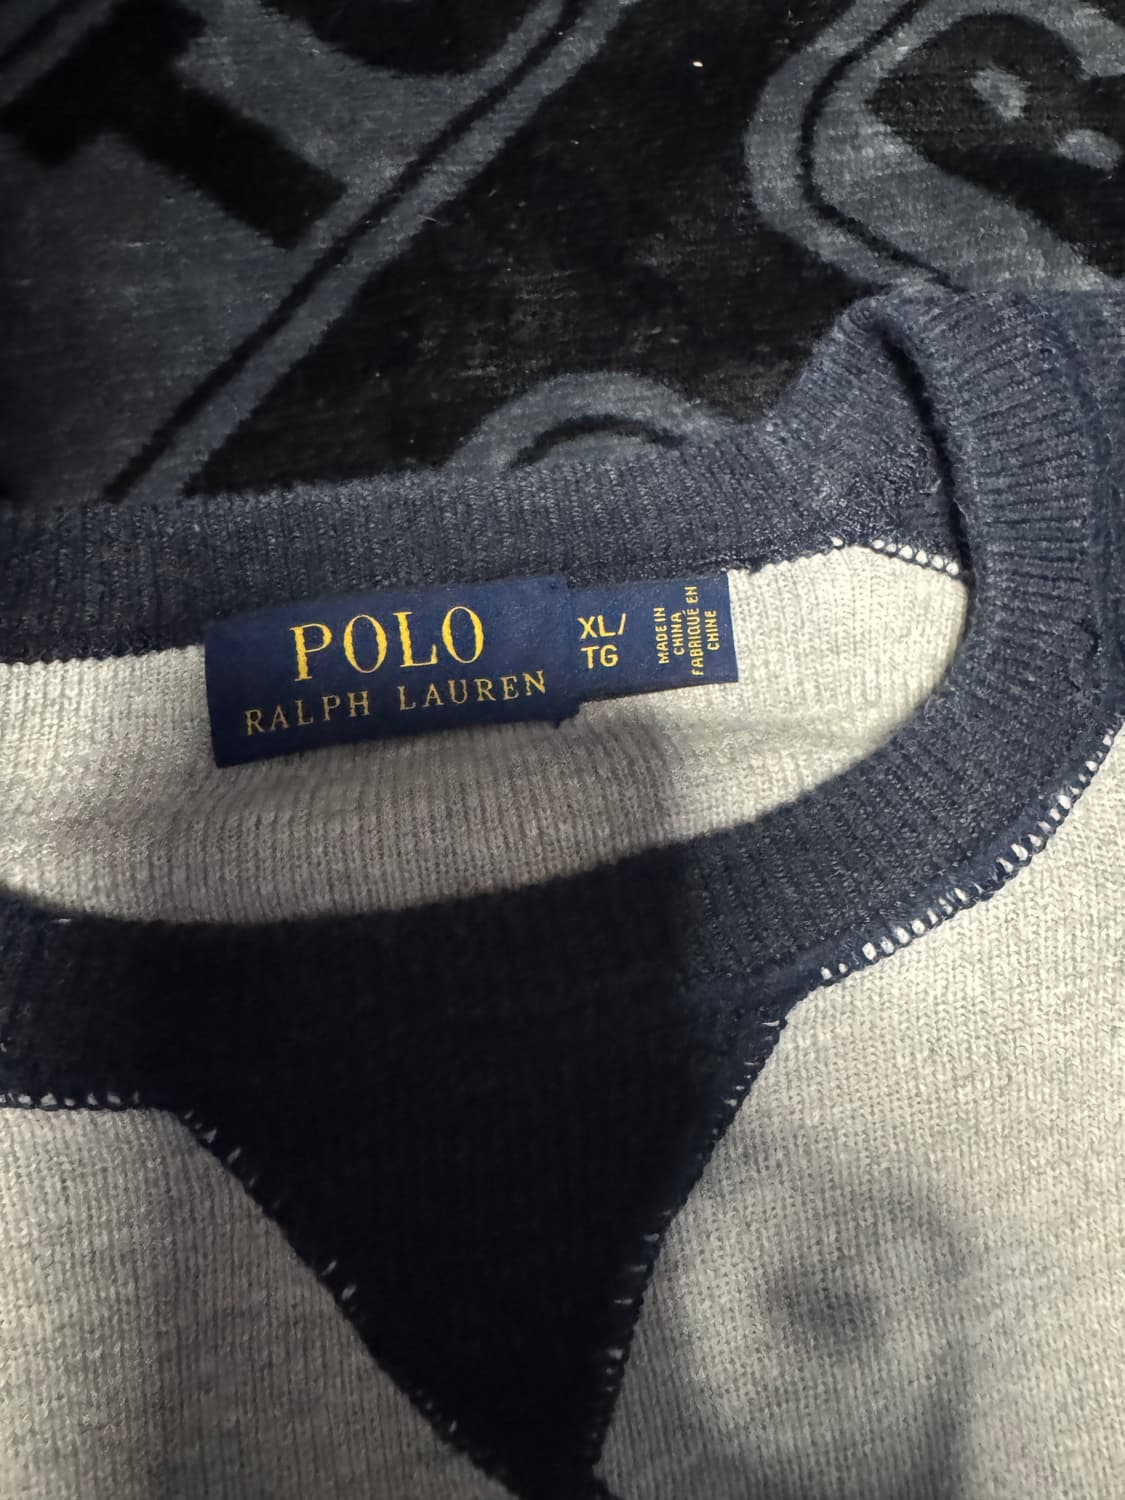 POLO
RALPH LAUREN
XL/
TG
MADE IN
CHINA
FABRIQUÉ EN
CHINE